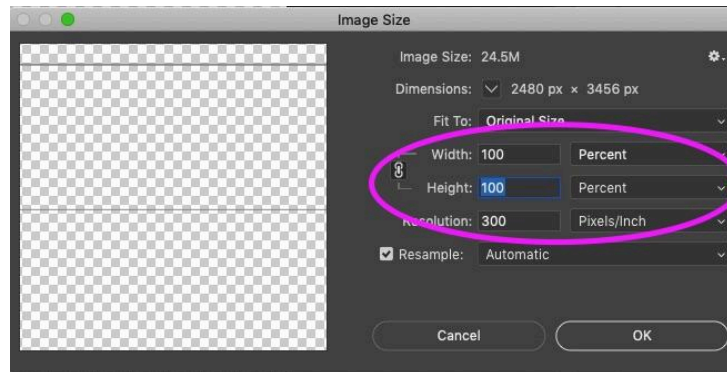 Image Size
Image Size: 24.5M
Dimensions: 2480 px × 3456 px
Fit To: Original Size
Width: 100 Percent
Height: 100 Percent
Resolution: 300 Pixels/Inch
Resample: Automatic
Cancel OK